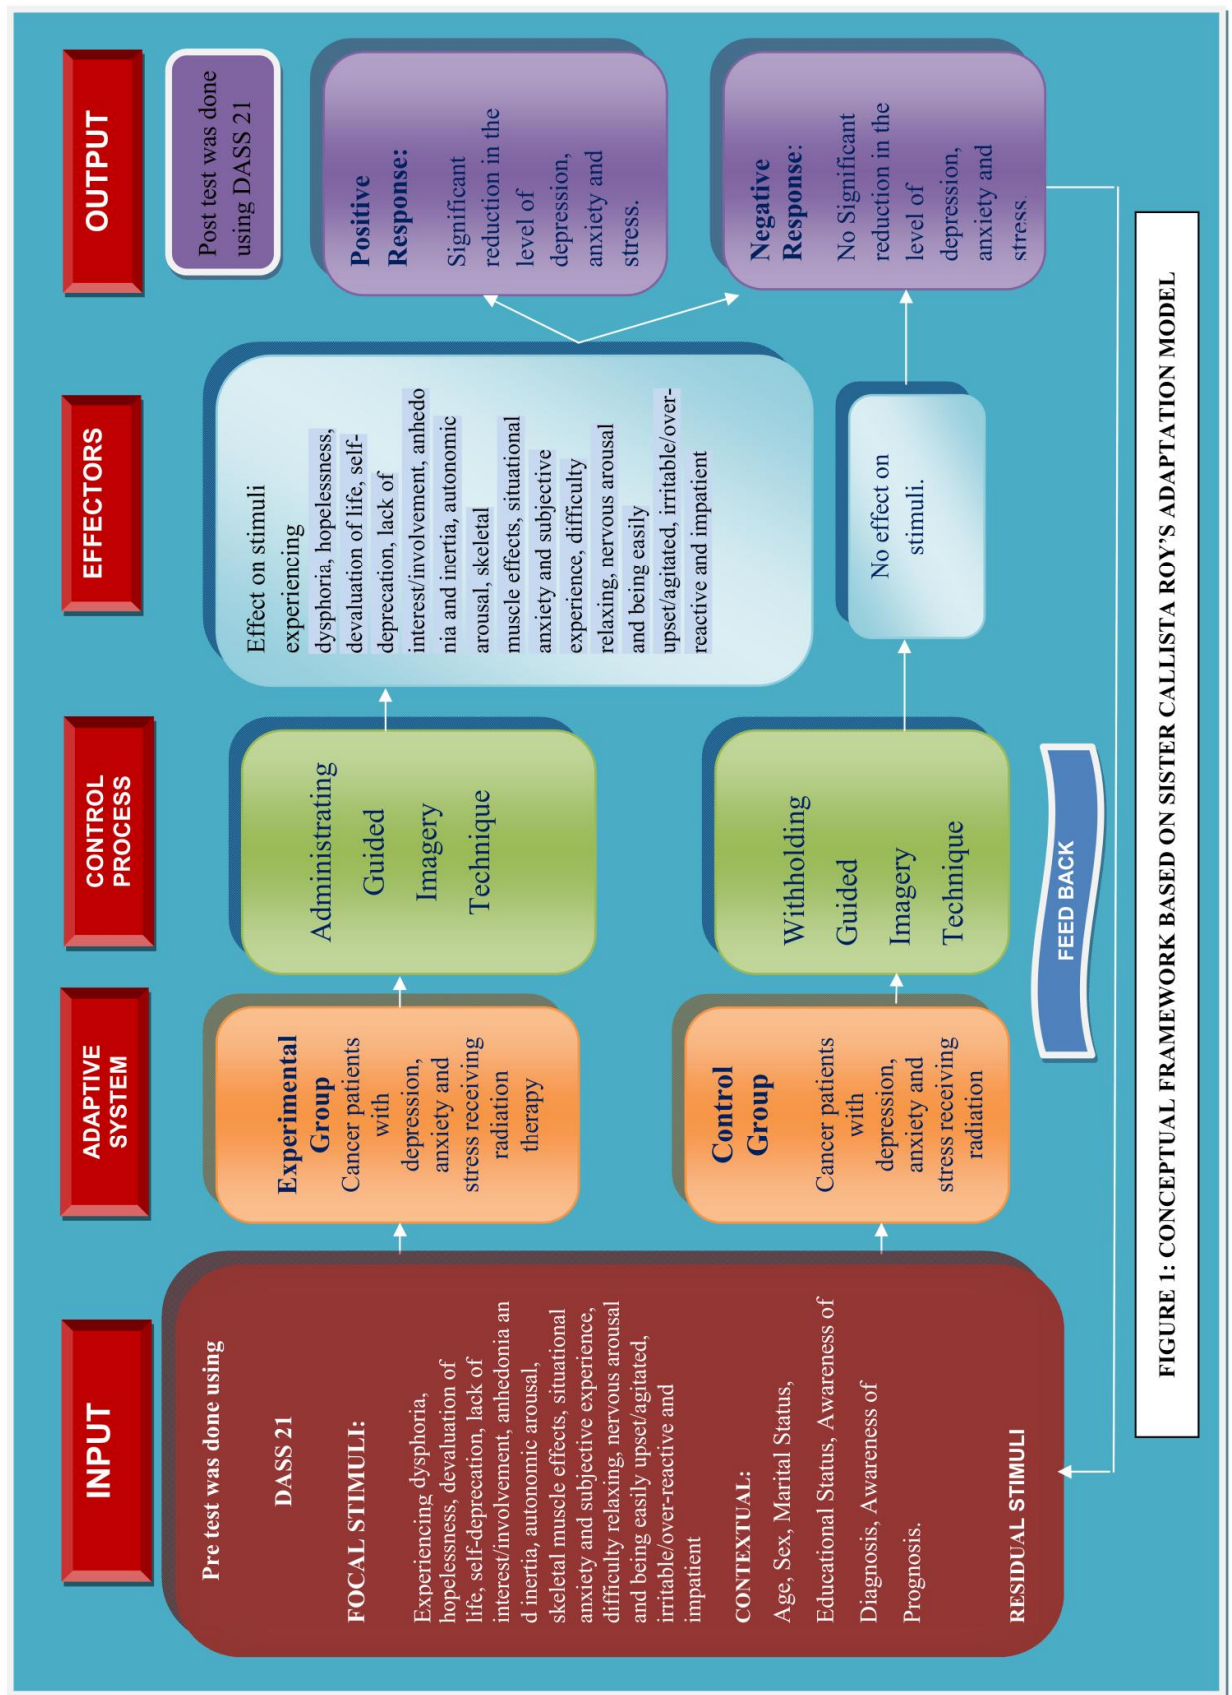 INPUT
Pre test was done using
DASS 21
FOCAL STIMULI:
Experiencing dysphoria,
hopelessness, devaluation of
life, self-deprecation, lack of
interest/involvement, anhedonia an
d inertia, autonomic arousal,
skeletal muscle effects, situational
anxiety and subjective experience,
difficulty relaxing, nervous arousal
and being easily upset/agitated,
irritable/over-reactive and
impatient
CONTEXTUAL:
Age, Sex, Marital Status,
Educational Status, Awareness of
Diagnosis, Awareness of
Prognosis.
RESIDUAL STIMULI
ADAPTIVE
SYSTEM
Experimental
Group
Cancer patients
with
depression,
anxiety and
stress receiving
radiation
therapy
Control
Group
Cancer patients
with
depression,
anxiety and
stress receiving
radiation
CONTROL
PROCESS
Administrating
Guided
Imagery
Technique
Withholding
Guided
Imagery
Technique
EFFECTORS
Effect on stimuli
experiencing
dysphoria, hopelessness,
devaluation of life, self-
deprecation, lack of
interest/involvement, anhedo
nia and inertia, autonomic
arousal, skeletal
muscle effects, situational
anxiety and subjective
experience, difficulty
relaxing, nervous arousal
and being easily
upset/agitated, irritable/over-
reactive and impatient
No effect on
stimuli.
OUTPUT
Post test was done
using DASS 21
Positive
Response:
Significant
reduction in the
level of
depression,
anxiety and
stress.
Negative
Response:
No Significant
reduction in the
level of
depression,
anxiety and
stress.
FEED BACK
FIGURE 1: CONCEPTUAL FRAMEWORK BASED ON SISTER CALLISTA ROY'S ADAPTATION MODEL